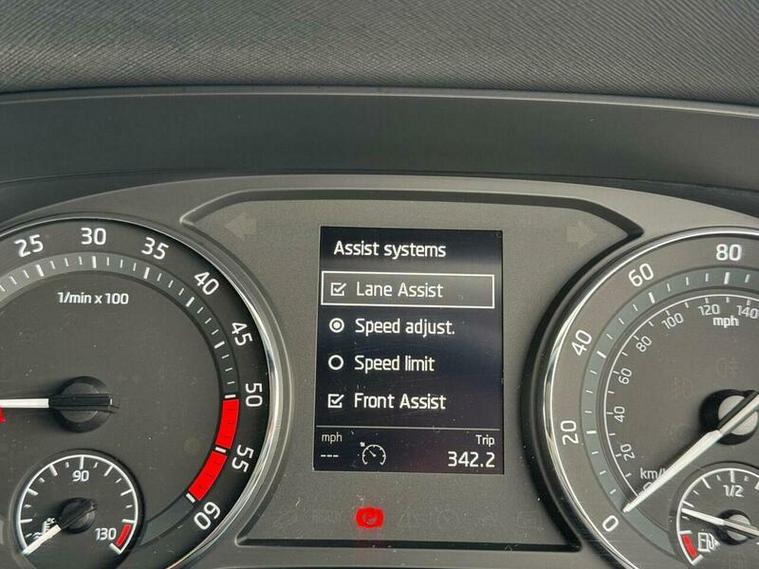 25 30 35 40 45 50 55 60
1/min x 100
90
130
Assist systems
Lane Assist
Speed adjust.
Speed limit
Front Assist
mph
Trip
---
342.2
0 20 40 60 80
20 40 60 80 100 120 140
mph
km/h
1/2